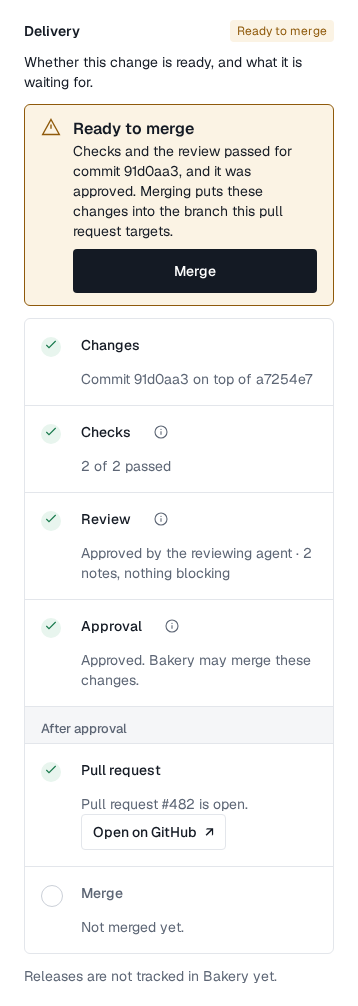 Delivery
Ready to merge
Whether this change is ready, and what it is
waiting for.
Ready to merge
Checks and the review passed for
commit 91d0aa3, and it was
approved. Merging puts these
changes into the branch this pull
request targets.
Merge
Changes
Commit 91d0aa3 on top of a7254e7
Checks
2 of 2 passed
Review
Approved by the reviewing agent · 2
notes, nothing blocking
Approval
Approved. Bakery may merge these
changes.
After approval
Pull request
Pull request #482 is open.
Open on GitHub
Merge
Not merged yet.
Releases are not tracked in Bakery yet.